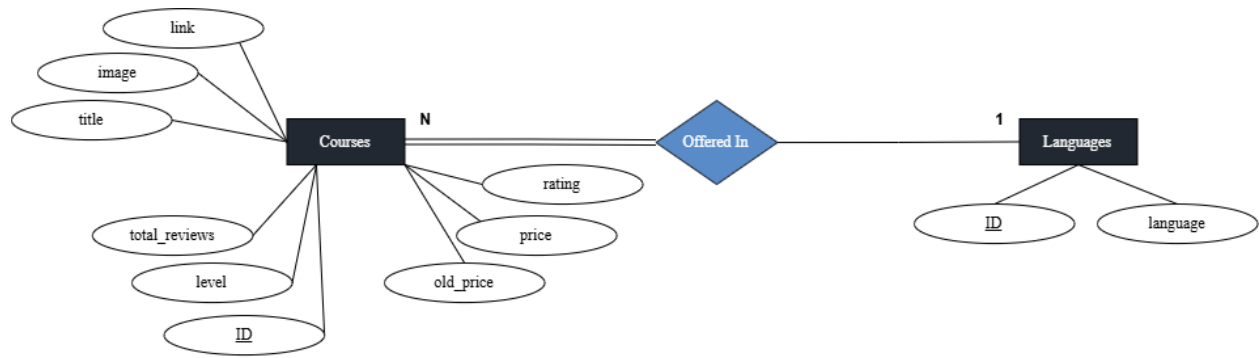 link
image
title
Courses
N
Offered In
1
Languages
rating
ID
language
total_reviews
price
level
old_price
ID